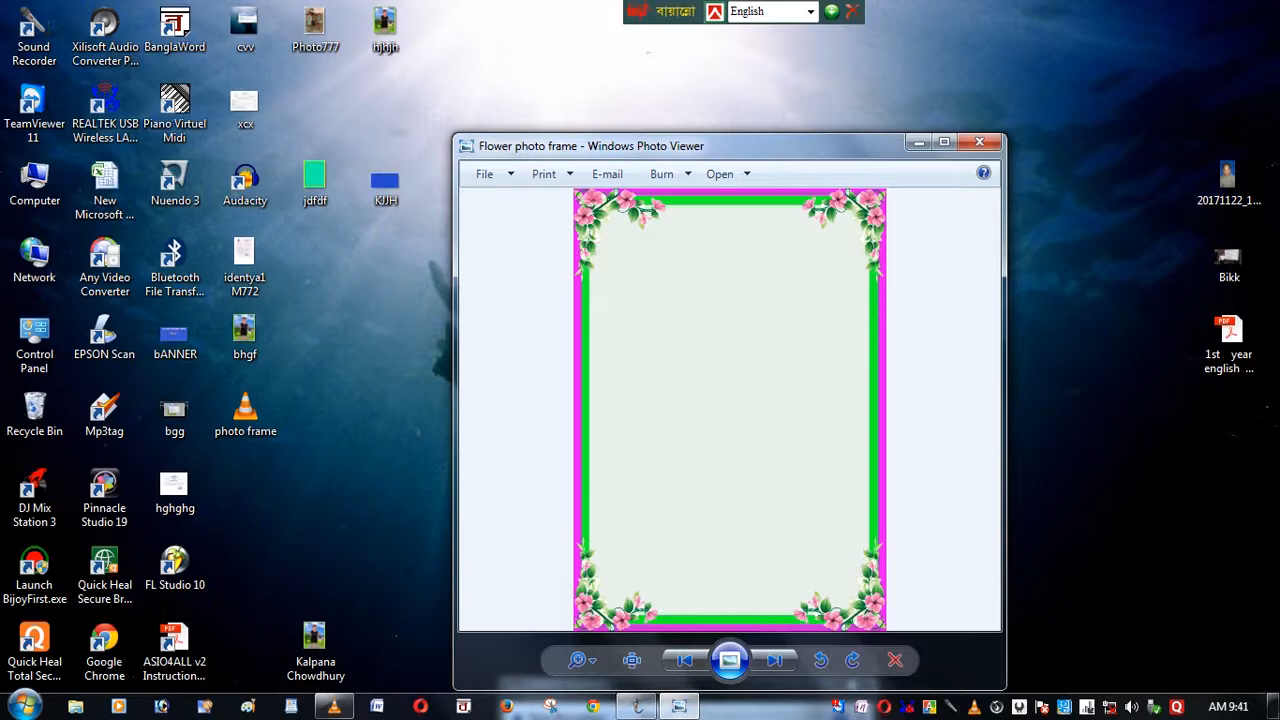 বায়ান্নো
English
Sound
Recorder
Xilisoft Audio
Converter P...
BanglaWord
cvv
Photo777
hjhjh
TeamViewer
11
REALTEK USB
Wireless LA...
Piano Virtuel
Midi
xcx
Computer
New
Microsoft ...
Nuendo 3
Audacity
jdfdf
KJJH
Network
Any Video
Converter
Bluetooth
File Transf...
identya1
M772
Control
Panel
EPSON Scan
bANNER
bhgf
Recycle Bin
Mp3tag
bgg
photo frame
DJ Mix
Station 3
Pinnacle
Studio 19
hghghg
Launch
BijoyFirst.exe
Quick Heal
Secure Br...
FL Studio 10
Quick Heal
Google
Chrome
ASIO4ALL v2
Instruction...
Kalpana
Chowdhury
Flower photo frame - Windows Photo Viewer
File Print E-mail Burn Open
20171122_1...
Bikk
PDF
1st year
english ...
AM 9:41